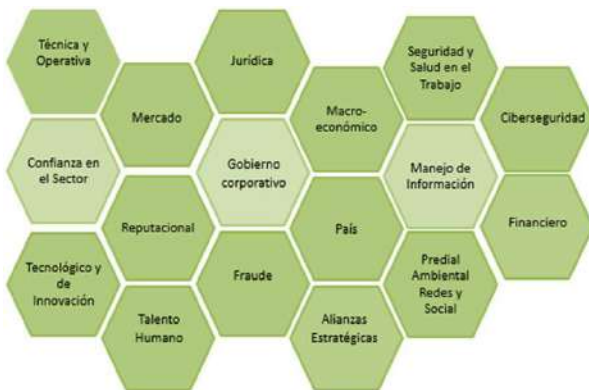 Técnica y
Operativa
Jurídica
Seguridad y
Salud en el
Trabajo
Mercado
Macro-
económico
Ciberseguridad
Confianza en
el Sector
Gobierno
corporativo
Manejo de
Información
Reputacional
País
Financiero
Tecnológico y
de
Innovación
Fraude
Predial
Ambiental
Redes y
Social
Talento
Humano
Alianzas
Estratégicas